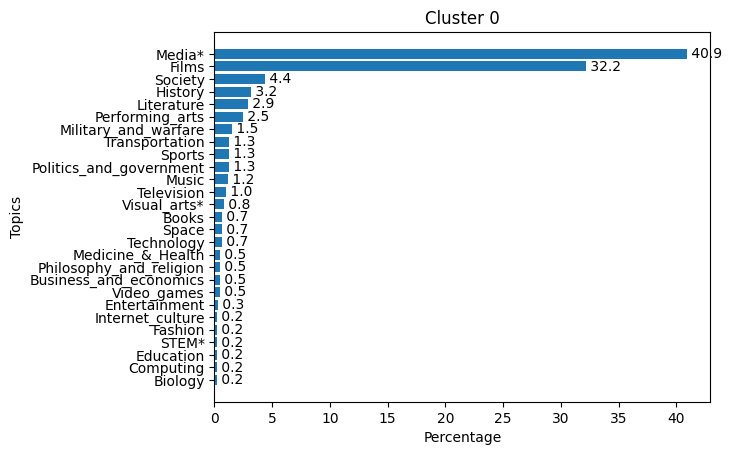 Cluster 0
Topics
Media* 40.9
Films 32.2
Society 4.4
History 3.2
Literature 2.9
Performing_arts 2.5
Military_and_warfare 1.5
Transportation 1.3
Sports 1.3
Politics_and_government 1.3
Music 1.2
Television 1.0
Visual_arts* 0.8
Books 0.7
Space 0.7
Technology 0.7
Medicine_&_Health 0.5
Philosophy_and_religion 0.5
Business_and_economics 0.5
Video_games 0.5
Entertainment 0.3
Internet_culture 0.2
Fashion 0.2
STEM* 0.2
Education 0.2
Computing 0.2
Biology 0.2
0 5 10 15 20 25 30 35 40
Percentage